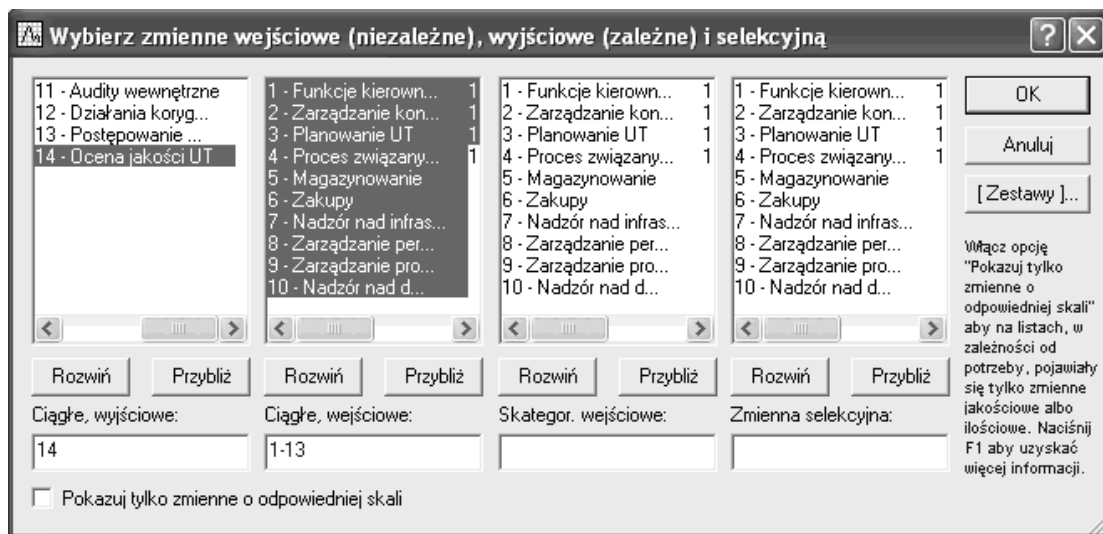 Wybierz zmienne wejściowe (niezależne), wyjściowe (zależne) i selekcyjną
11 - Audity wewnętrzne
12 - Działania koryg...
13 - Postępowanie ...
14 - Ocena jakości UT
1 - Funkcje kierown... 1
2 - Zarządzanie kon... 1
3 - Planowanie UT 1
4 - Proces związany... 1
5 - Magazynowanie
6 - Zakupy
7 - Nadzór nad infras...
8 - Zarządzanie per...
9 - Zarządzanie pro...
10 - Nadzór nad d...
1 - Funkcje kierown... 1
2 - Zarządzanie kon... 1
3 - Planowanie UT 1
4 - Proces związany... 1
5 - Magazynowanie
6 - Zakupy
7 - Nadzór nad infras...
8 - Zarządzanie per...
9 - Zarządzanie pro...
10 - Nadzór nad d...
1 - Funkcje kierown... 1
2 - Zarządzanie kon... 1
3 - Planowanie UT 1
4 - Proces związany... 1
5 - Magazynowanie
6 - Zakupy
7 - Nadzór nad infras...
8 - Zarządzanie per...
9 - Zarządzanie pro...
10 - Nadzór nad d...
OK
Anuluj
[ Zestawy ]...
Włącz opcję
"Pokazuj tylko
zmienne o
odpowiedniej skali"
aby na listach, w
zależności od
potrzeby, pojawiały
się tylko zmienne
jakościowe albo
ilościowe. Naciśnij
F1 aby uzyskać
więcej informacji.
Rozwiń Przybliż Rozwiń Przybliż Rozwiń Przybliż Rozwiń Przybliż
Ciągłe, wyjściowe: Ciągłe, wejściowe: Skategor. wejściowe: Zmienna selekcyjna:
14 1-13
Pokazuj tylko zmienne o odpowiedniej skali